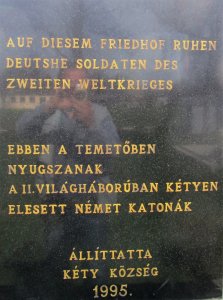 AUF DIESEM FRIEDHOF RUHEN
DEUTSHE SOLDATEN DES
ZWEITEN WELTKRIEGES
EBBEN A TEMETŐBEN
NYUGSZANAK
A II.VILÁGHÁBORÚBAN KÉTYEN
ELESETT NÉMET KATONÁK
ÁLLÍTTATTA
KÉTY KÖZSÉG
1995.